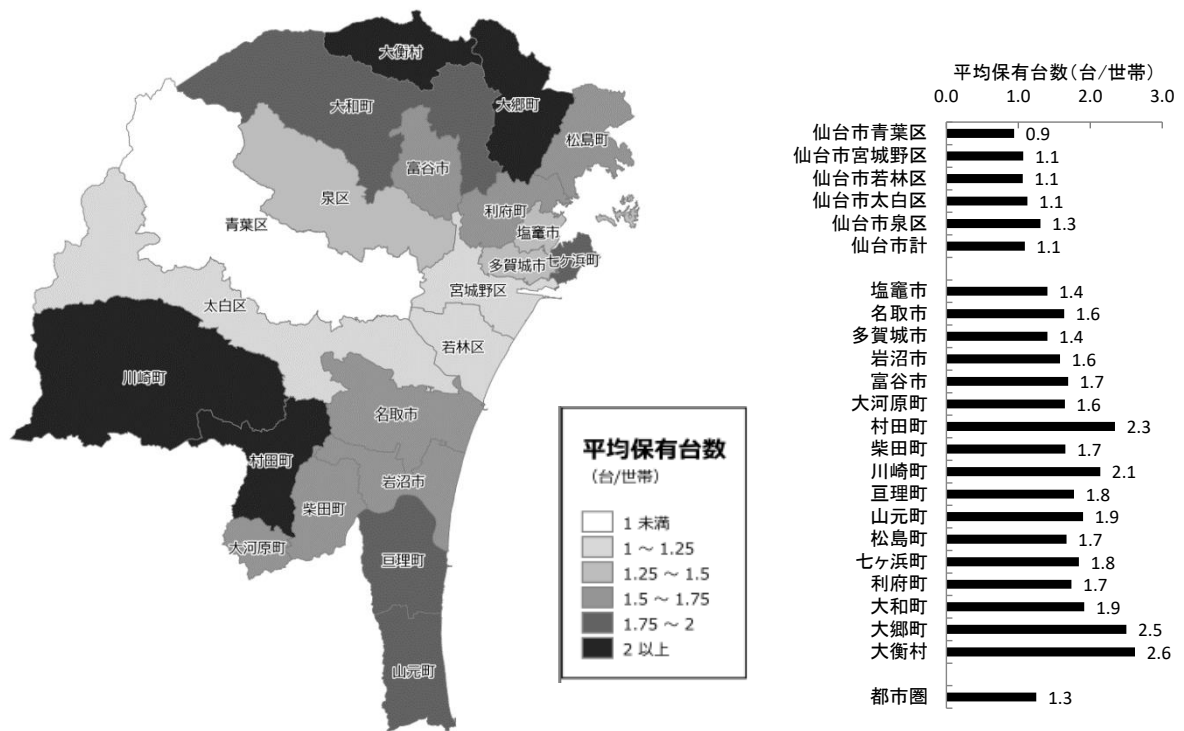 大衡村
大和町
大郷町
松島町
富谷市
泉区
利府町
青葉区
塩竈市
多賀城市
七ケ浜町
宮城野区
太白区
若林区
川崎町
名取市
村田町
岩沼市
柴田町
大河原町
亘理町
山元町
平均保有台数
(台/世帯)
1 未満
1 ～ 1.25
1.25 ～ 1.5
1.5 ～ 1.75
1.75 ～ 2
2 以上
平均保有台数(台/世帯)
0.0 1.0 2.0 3.0
仙台市青葉区 0.9
仙台市宮城野区 1.1
仙台市若林区 1.1
仙台市太白区 1.1
仙台市泉区 1.3
仙台市計 1.1
塩竈市 1.4
名取市 1.6
多賀城市 1.4
岩沼市 1.6
富谷市 1.7
大河原町 1.6
村田町 2.3
柴田町 1.7
川崎町 2.1
亘理町 1.8
山元町 1.9
松島町 1.7
七ヶ浜町 1.8
利府町 1.7
大和町 1.9
大郷町 2.5
大衡村 2.6
都市圏 1.3